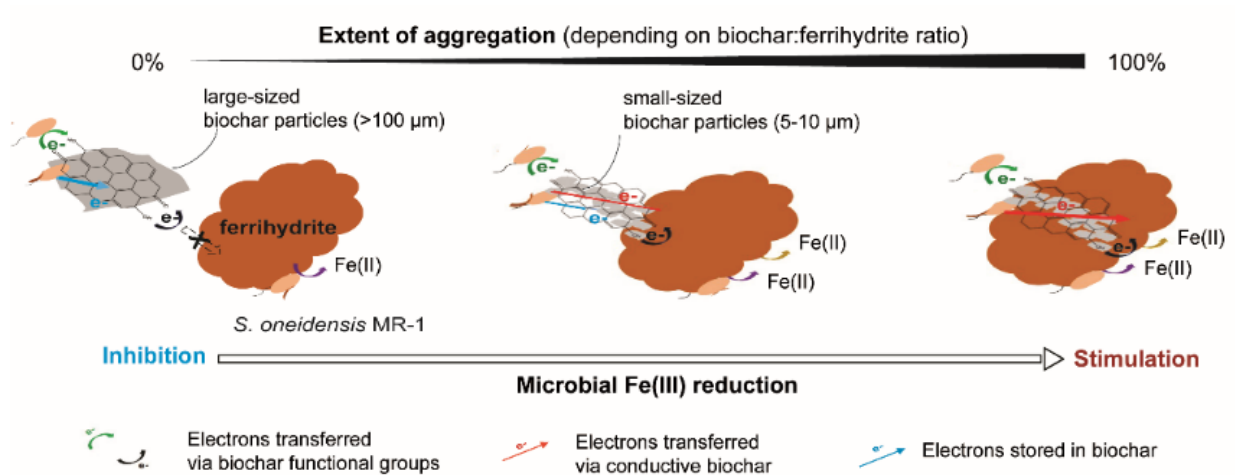 Extent of aggregation (depending on biochar:ferrihydrite ratio)
0%
100%
large-sized
biochar particles (>100 μm)
small-sized
biochar particles (5-10 μm)
e-
e-
e-
ferrihydrite
Fe(II)
e-
e-
e-
e-
Fe(II)
Fe(II)
e-
e-
e-
Fe(II)
Fe(II)
S. oneidensis MR-1
Inhibition
Stimulation
Microbial Fe(III) reduction
e-
e-
Electrons transferred
via biochar functional groups
e-
Electrons transferred
via conductive biochar
e-
Electrons stored in biochar